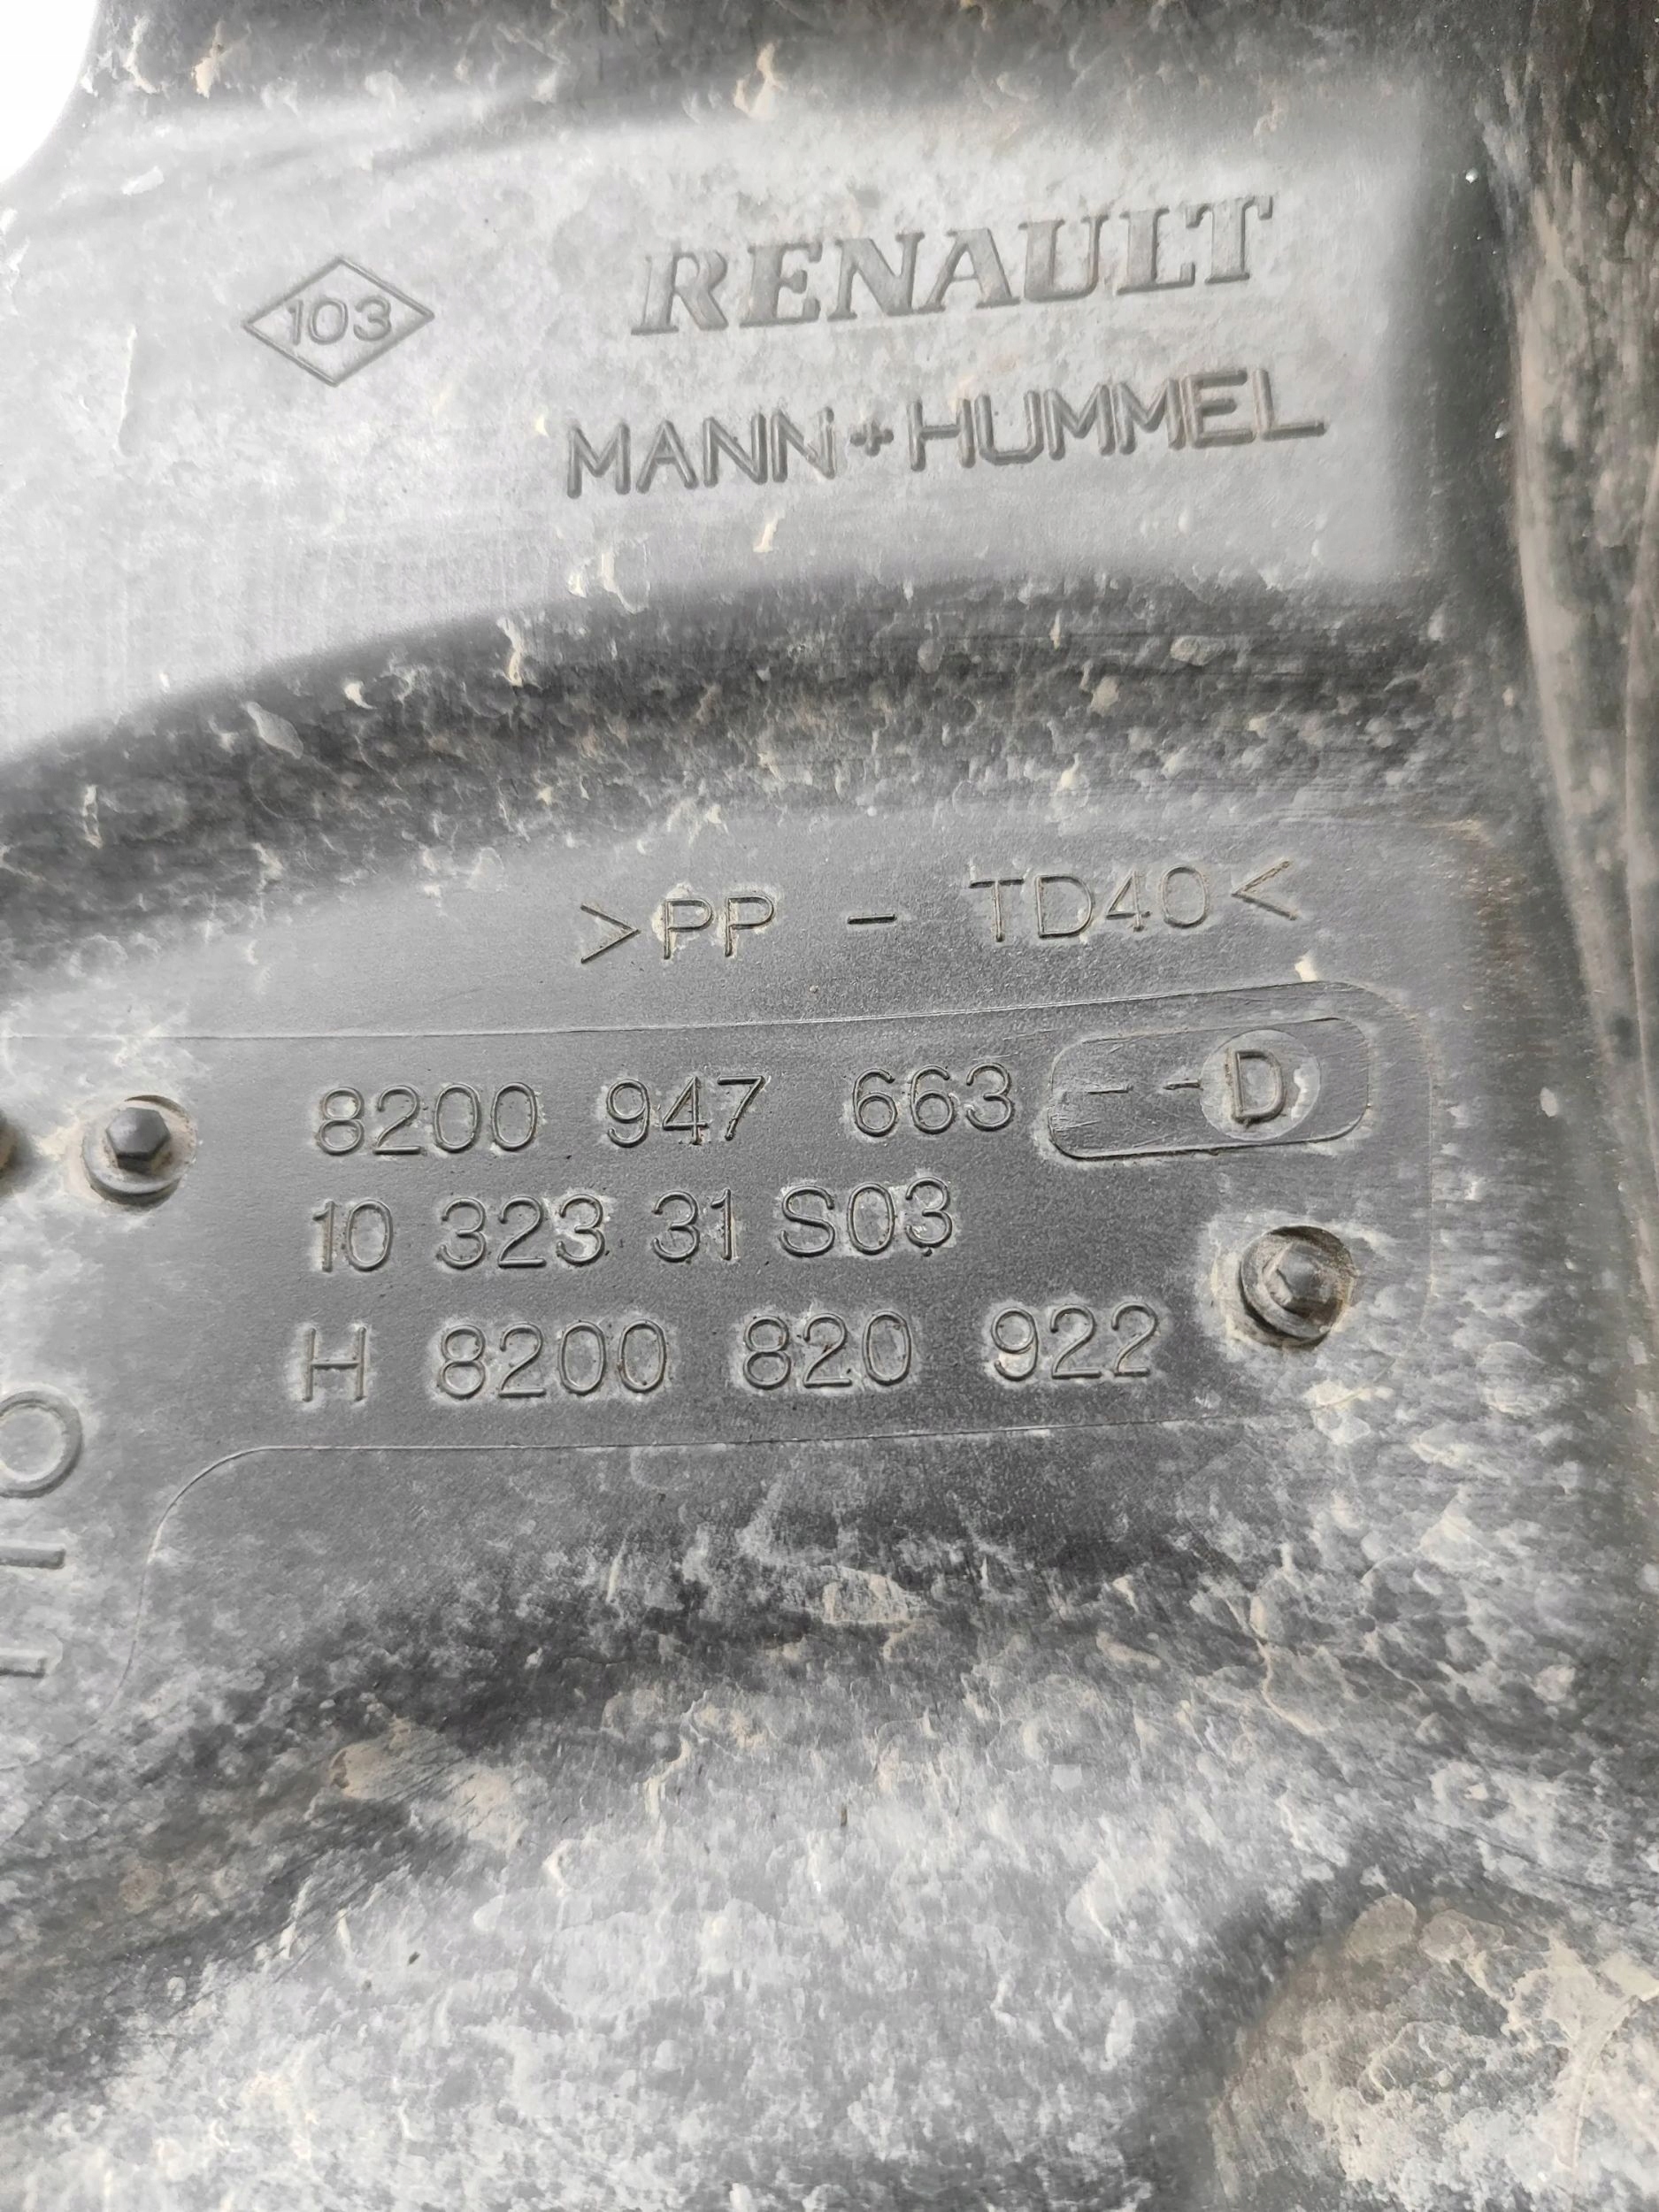 103
RENAULT
MANN+HUMMEL
>PP - TD40<
8200 947 663 --D
10 323 31 S03
H 8200 820 922